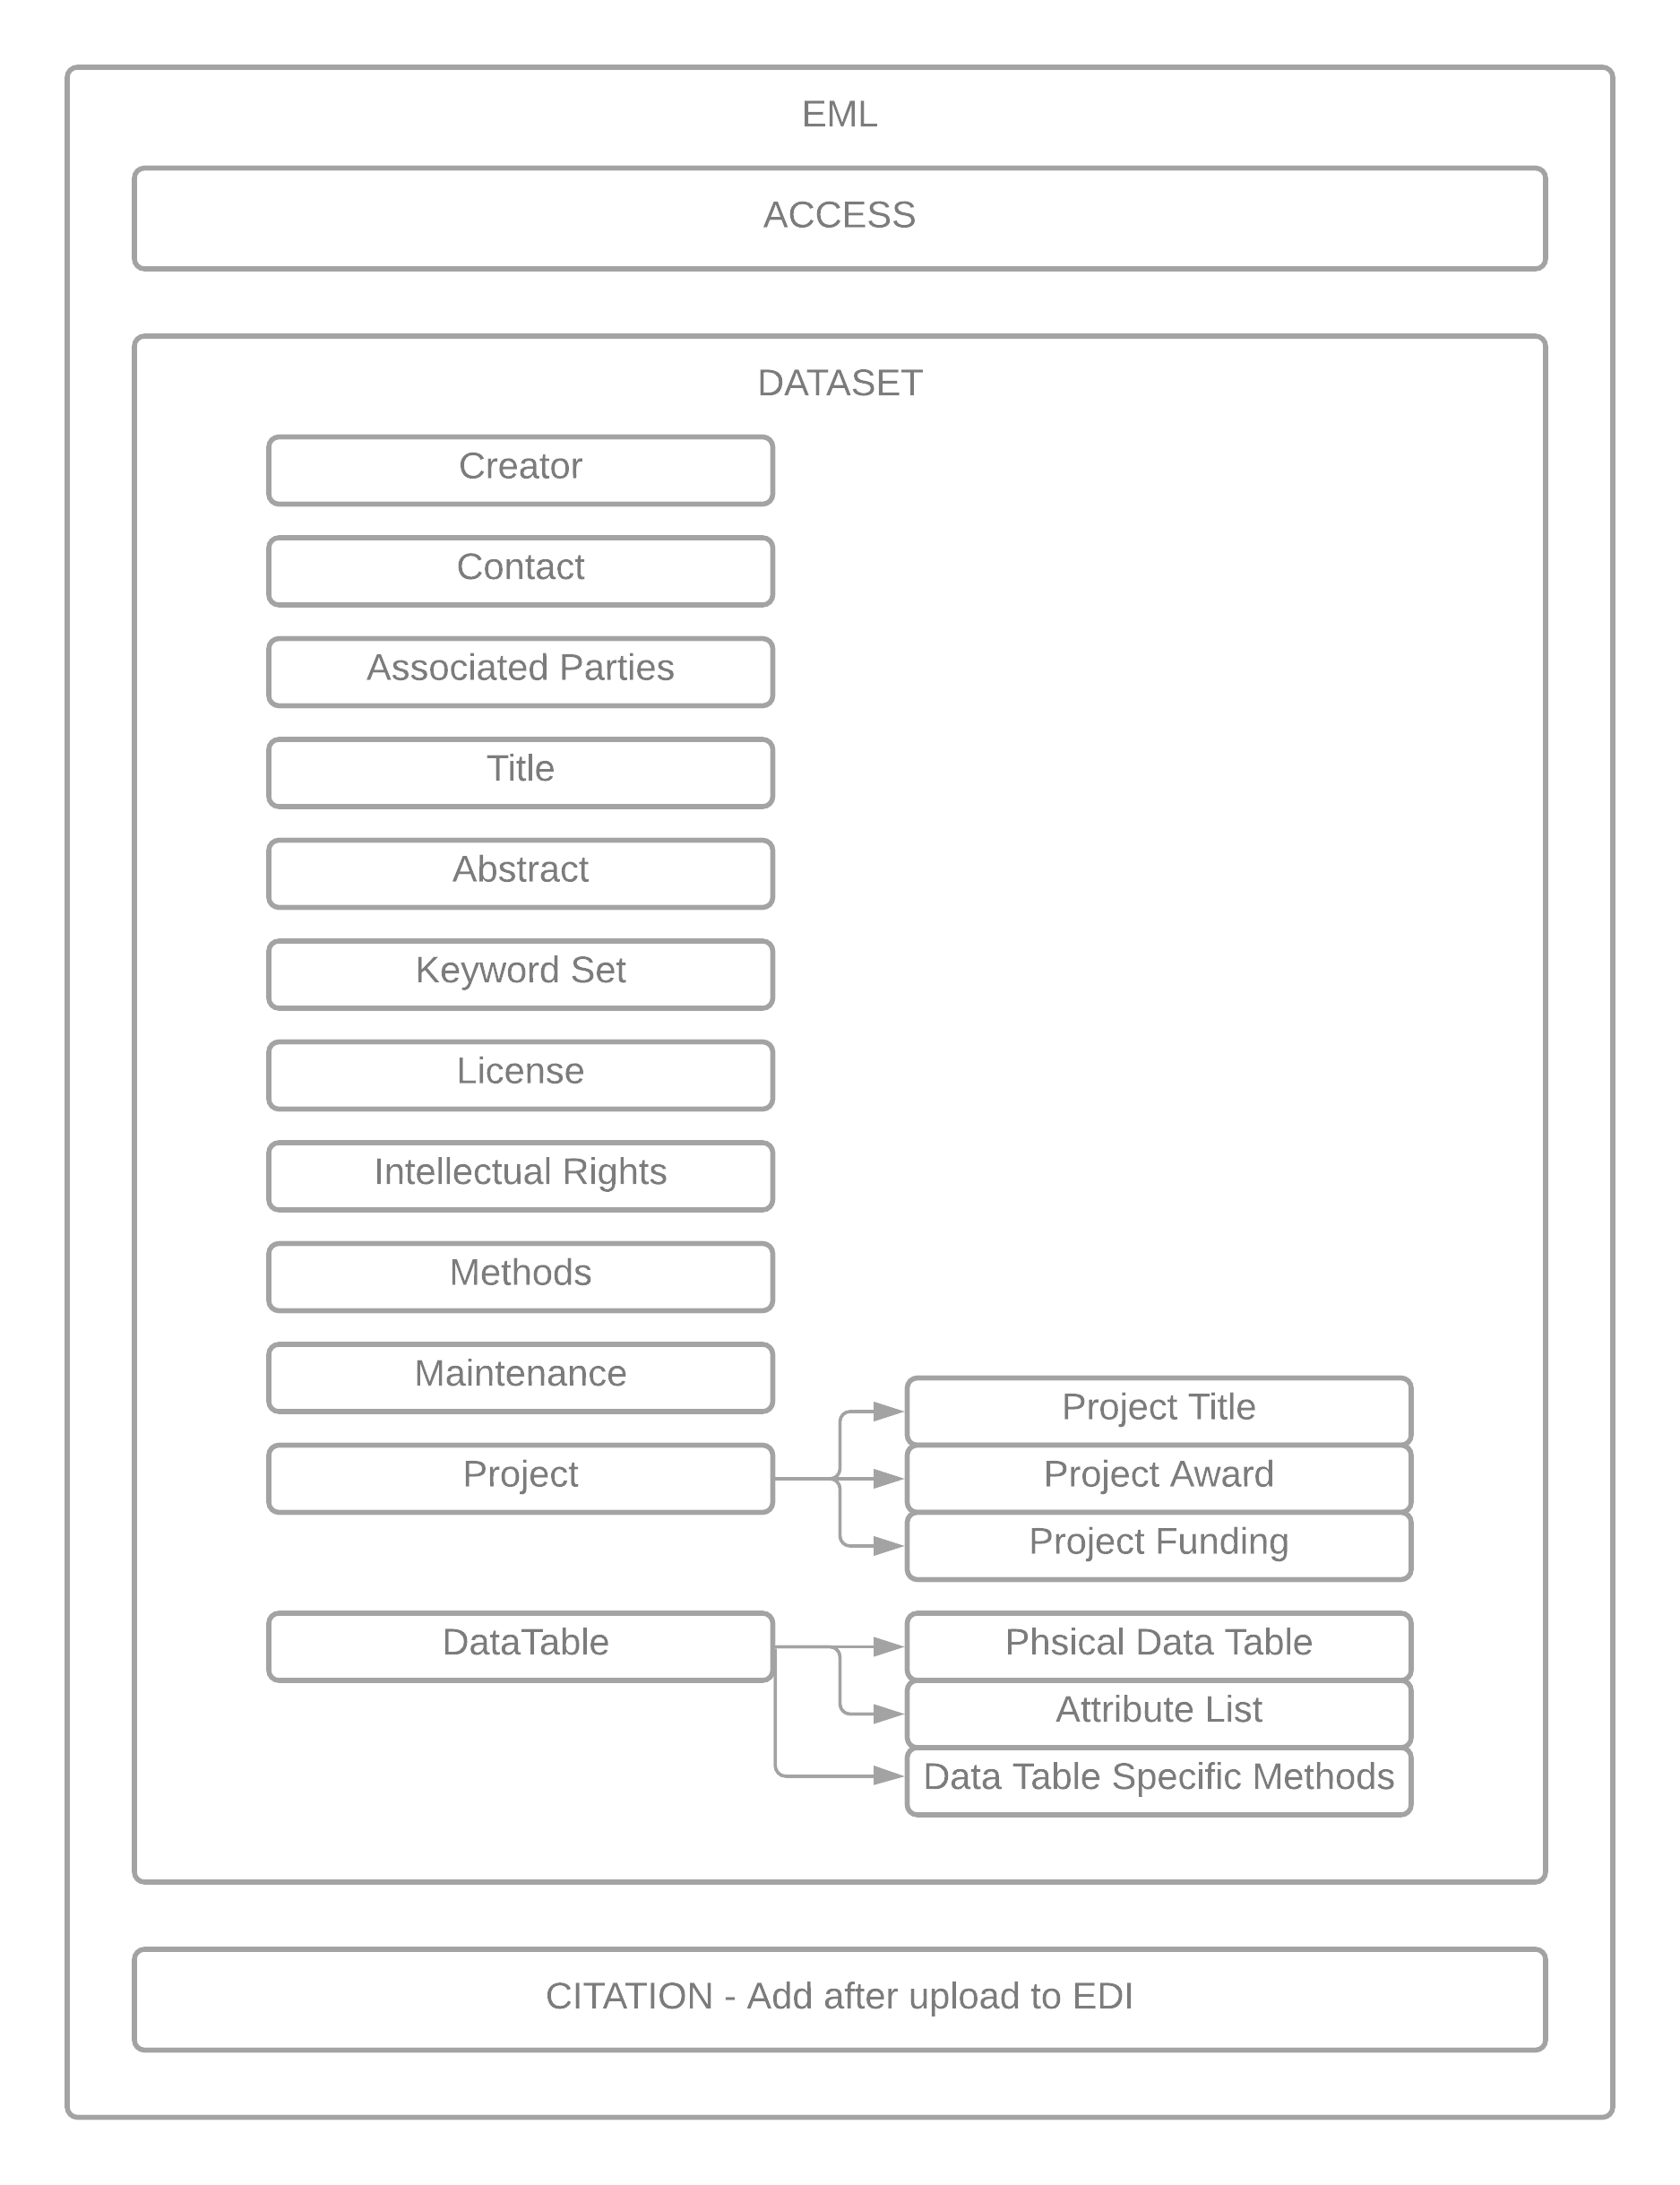 EML
ACCESS
DATASET
Creator
Contact
Associated Parties
Title
Abstract
Keyword Set
License
Intellectual Rights
Methods
Maintenance
Project
Project Title
Project Award
Project Funding
DataTable
Phsical Data Table
Attribute List
Data Table Specific Methods
CITATION - Add after upload to EDI